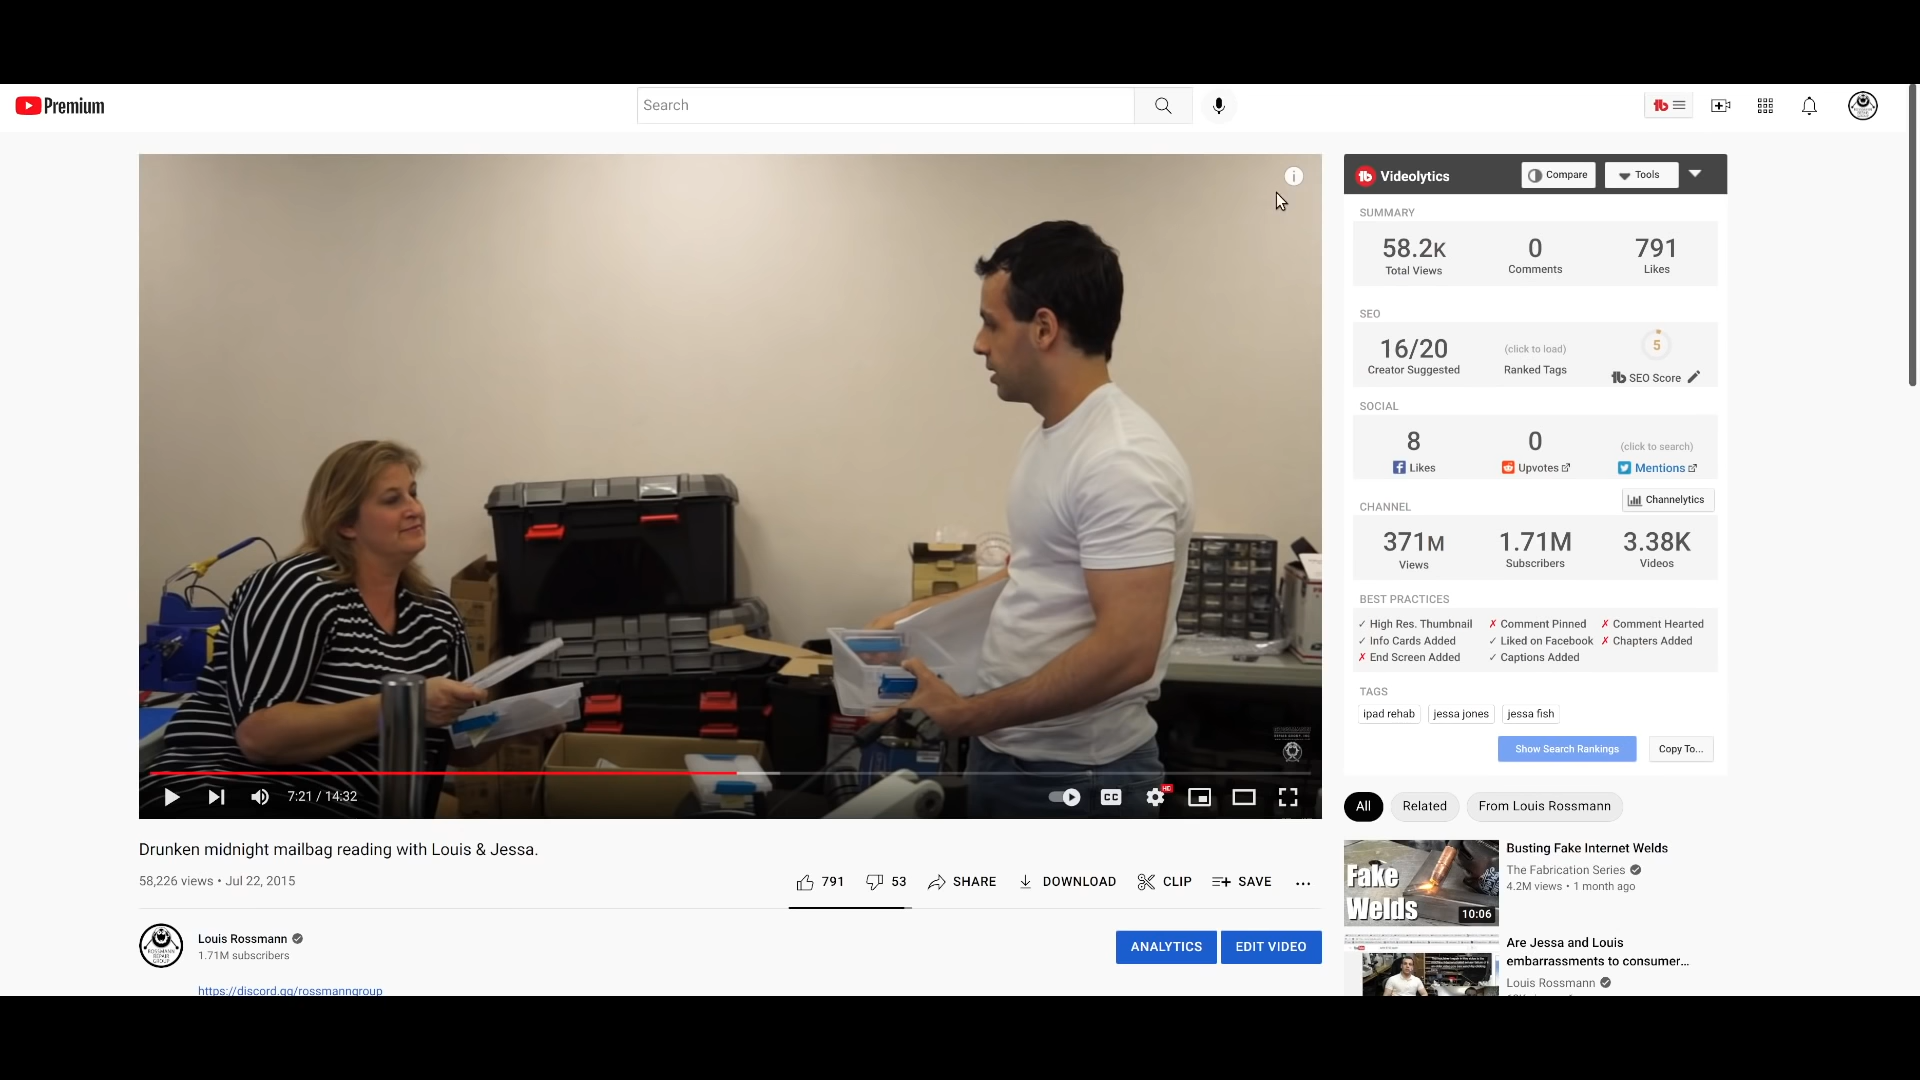 Premium
Search
Videolytics
Compare
Tools
SUMMARY
58.2K
Total Views
0
Comments
791
Likes
SEO
16/20
Creator Suggested
(click to load)
Ranked Tags
5
SEO Score
SOCIAL
8
Likes
0
Upvotes
(click to search)
Mentions
Channelytics
CHANNEL
371M
Views
1.71M
Subscribers
3.38K
Videos
BEST PRACTICES
✓ High Res. Thumbnail
✗ Comment Pinned
✗ Comment Hearted
✓ Info Cards Added
✓ Liked on Facebook
✗ Chapters Added
✗ End Screen Added
✓ Captions Added
TAGS
ipad rehab
jessa jones
jessa fish
Show Search Rankings
Copy To...
7:21 / 14:32
CC
HD
Drunken midnight mailbag reading with Louis & Jessa.
58,226 views • Jul 22, 2015
791
53
SHARE
DOWNLOAD
CLIP
SAVE
Louis Rossmann
1.71M subscribers
ANALYTICS
EDIT VIDEO
https://discord.gg/rossmanngroup
All
Related
From Louis Rossmann
Fake
Welds
10:06
Busting Fake Internet Welds
The Fabrication Series
4.2M views • 1 month ago
Are Jessa and Louis
embarrassments to consumer...
Louis Rossmann